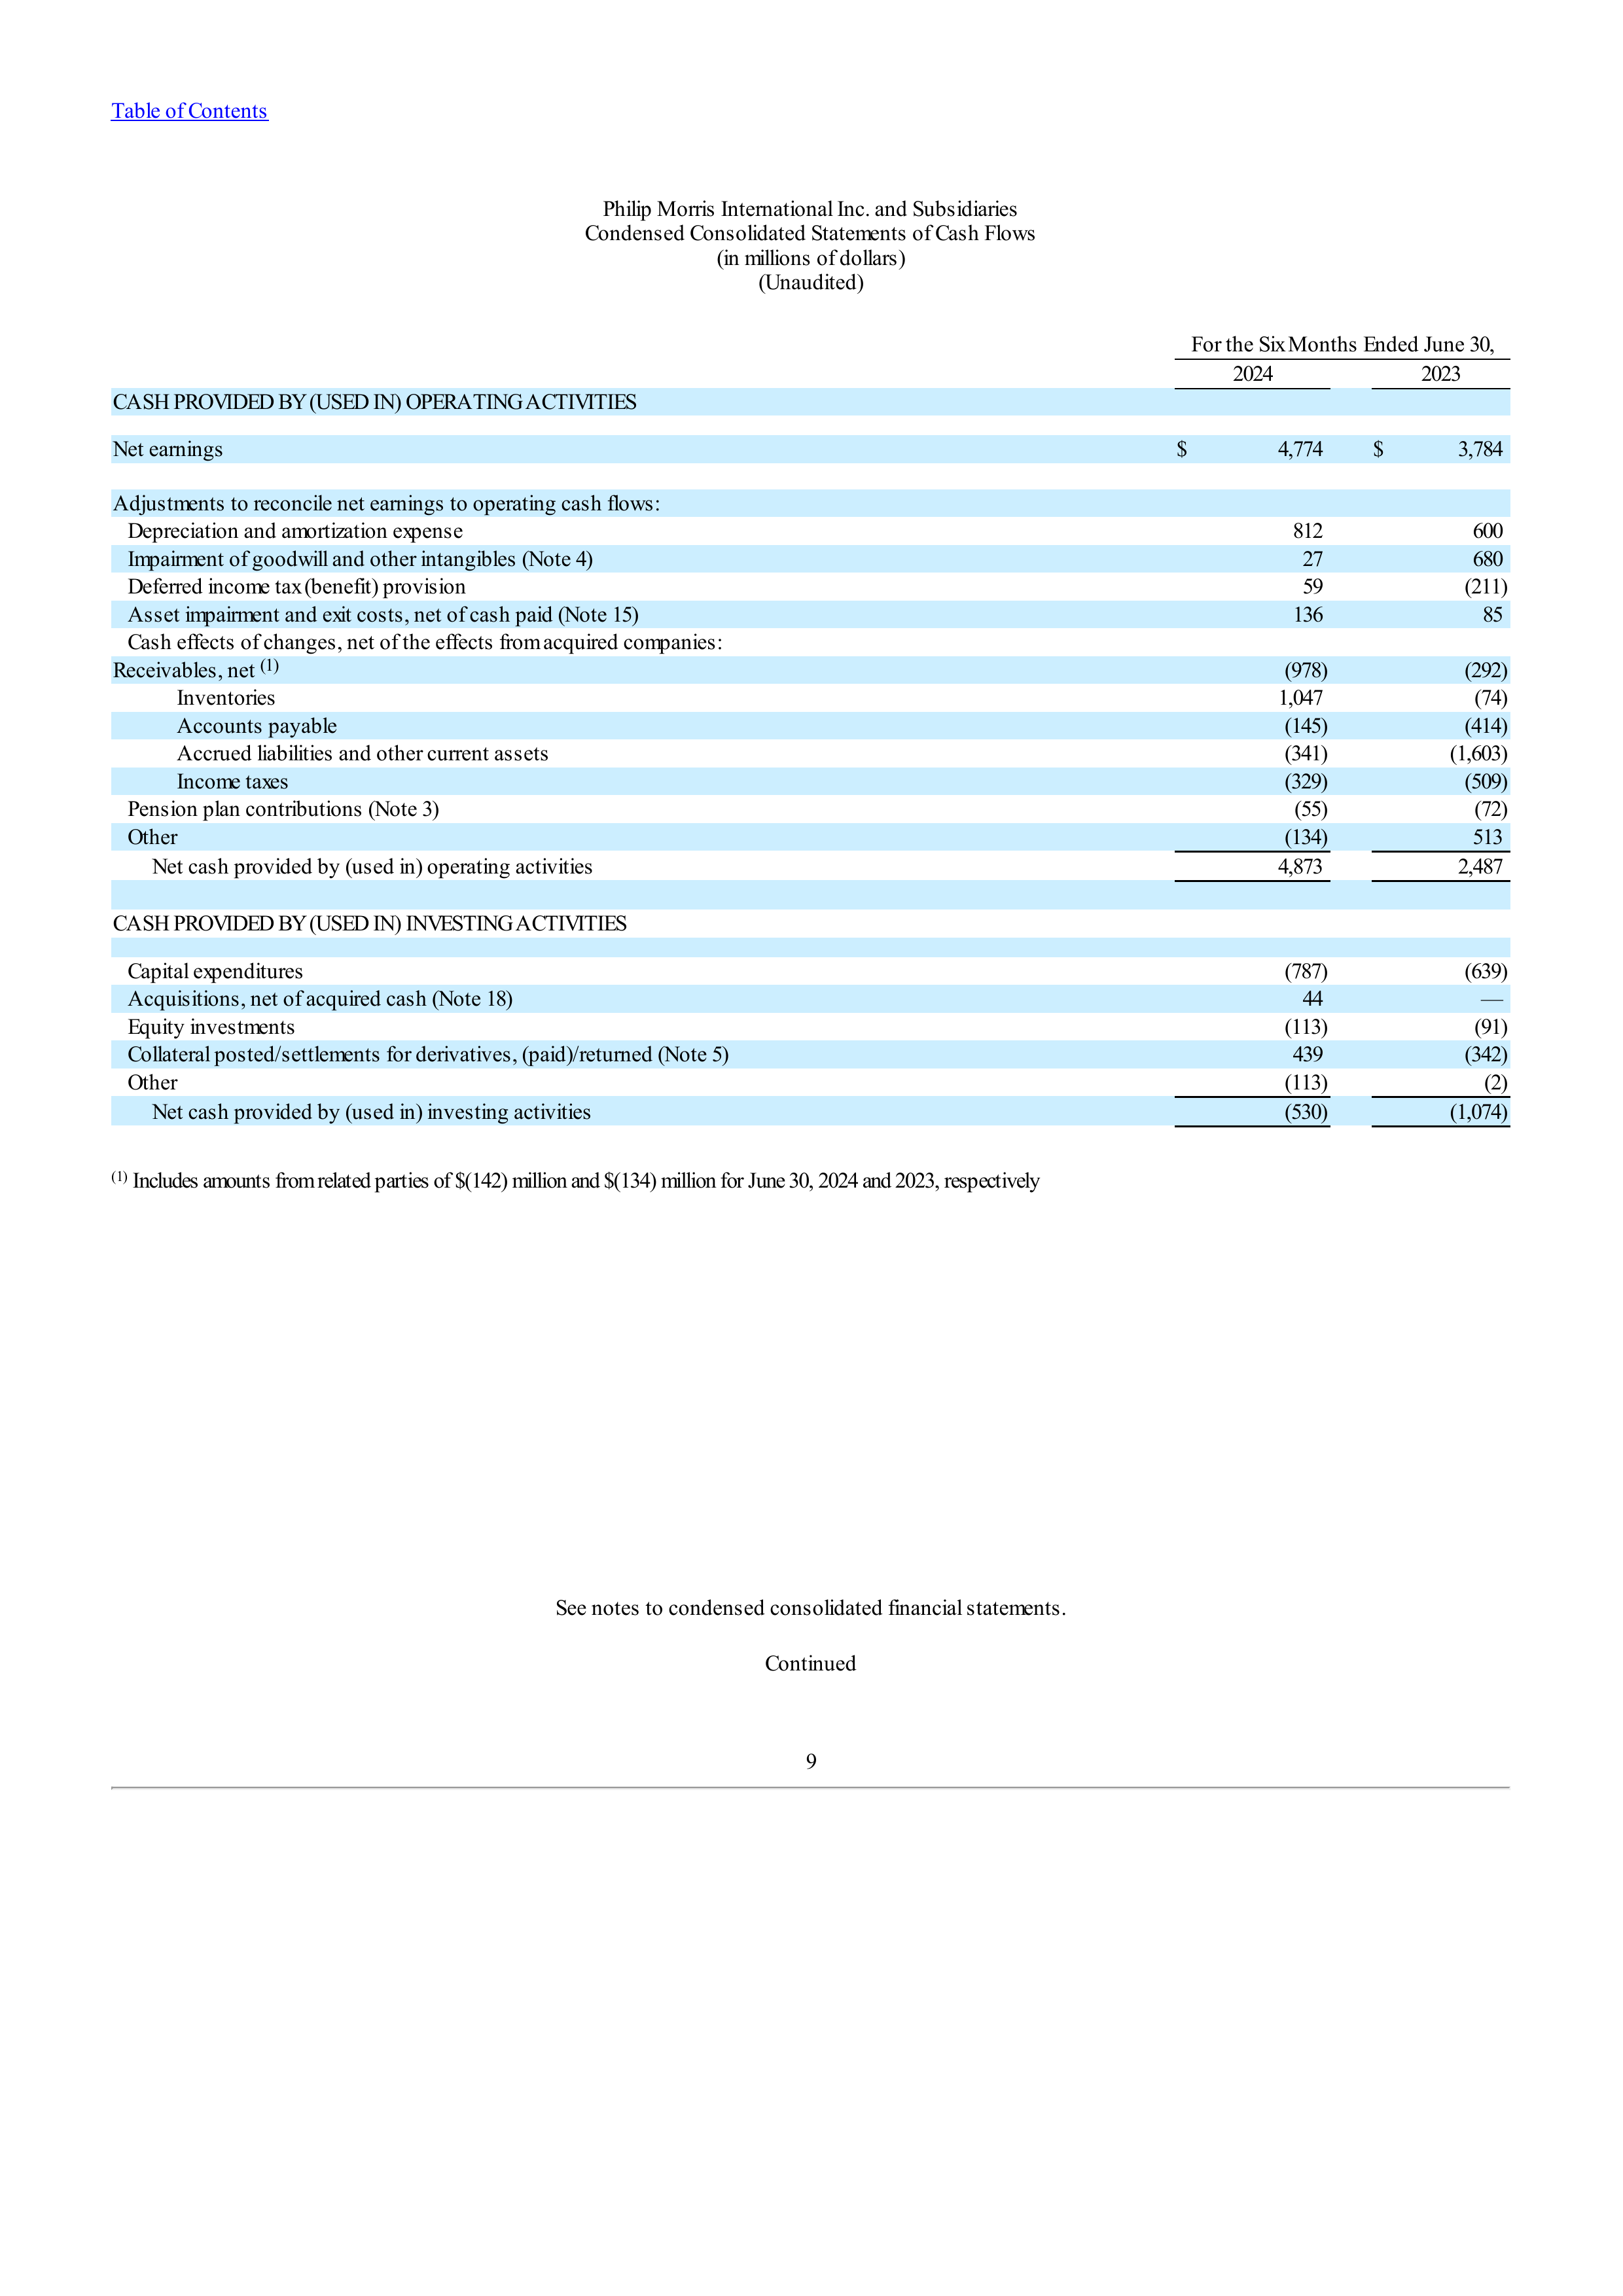 Table of Contents
Philip Morris International Inc. and Subsidiaries
Condensed Consolidated Statements of Cash Flows
(in millions of dollars)
(Unaudited)
For the Six Months Ended June 30,
2024 2023
CASH PROVIDED BY (USED IN) OPERATING ACTIVITIES
Net earnings $ 4,774 $ 3,784
Adjustments to reconcile net earnings to operating cash flows:
Depreciation and amortization expense 812 600
Impairment of goodwill and other intangibles (Note 4) 27 680
Deferred income tax (benefit) provision 59 (211)
Asset impairment and exit costs, net of cash paid (Note 15) 136 85
Cash effects of changes, net of the effects from acquired companies:
Receivables, net (1) (978) (292)
Inventories 1,047 (74)
Accounts payable (145) (414)
Accrued liabilities and other current assets (341) (1,603)
Income taxes (329) (509)
Pension plan contributions (Note 3) (55) (72)
Other (134) 513
Net cash provided by (used in) operating activities 4,873 2,487
CASH PROVIDED BY (USED IN) INVESTING ACTIVITIES
Capital expenditures (787) (639)
Acquisitions, net of acquired cash (Note 18) 44 —
Equity investments (113) (91)
Collateral posted/settlements for derivatives, (paid)/returned (Note 5) 439 (342)
Other (113) (2)
Net cash provided by (used in) investing activities (530) (1,074)
(1) Includes amounts from related parties of $(142) million and $(134) million for June 30, 2024 and 2023, respectively
See notes to condensed consolidated financial statements.
Continued
9